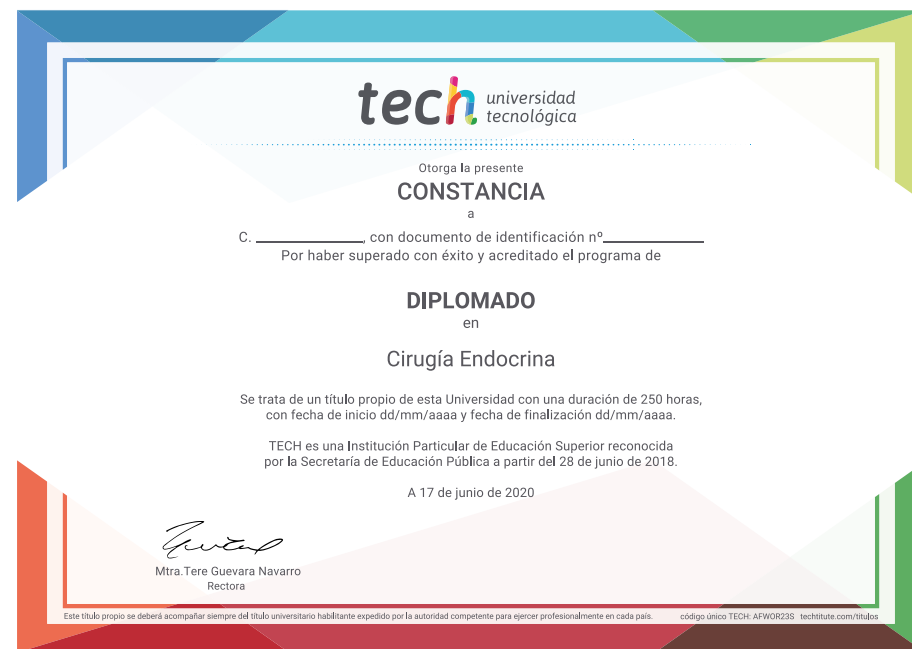 tech universidad
tecnológica
Otorga la presente
CONSTANCIA
a
C. ____________, con documento de identificación nº____________
Por haber superado con éxito y acreditado el programa de
DIPLOMADO
en
Cirugía Endocrina
Se trata de un título propio de esta Universidad con una duración de 250 horas,
con fecha de inicio dd/mm/aaaa y fecha de finalización dd/mm/aaaa.
TECH es una Institución Particular de Educación Superior reconocida
por la Secretaría de Educación Pública a partir del 28 de junio de 2018.
A 17 de junio de 2020
Mtra.Tere Guevara Navarro
Rectora
Este título propio se deberá acompañar siempre del título universitario habilitante expedido por la autoridad competente para ejercer profesionalmente en cada país. código único TECH: AFWOR23S techtitute.com/titulos